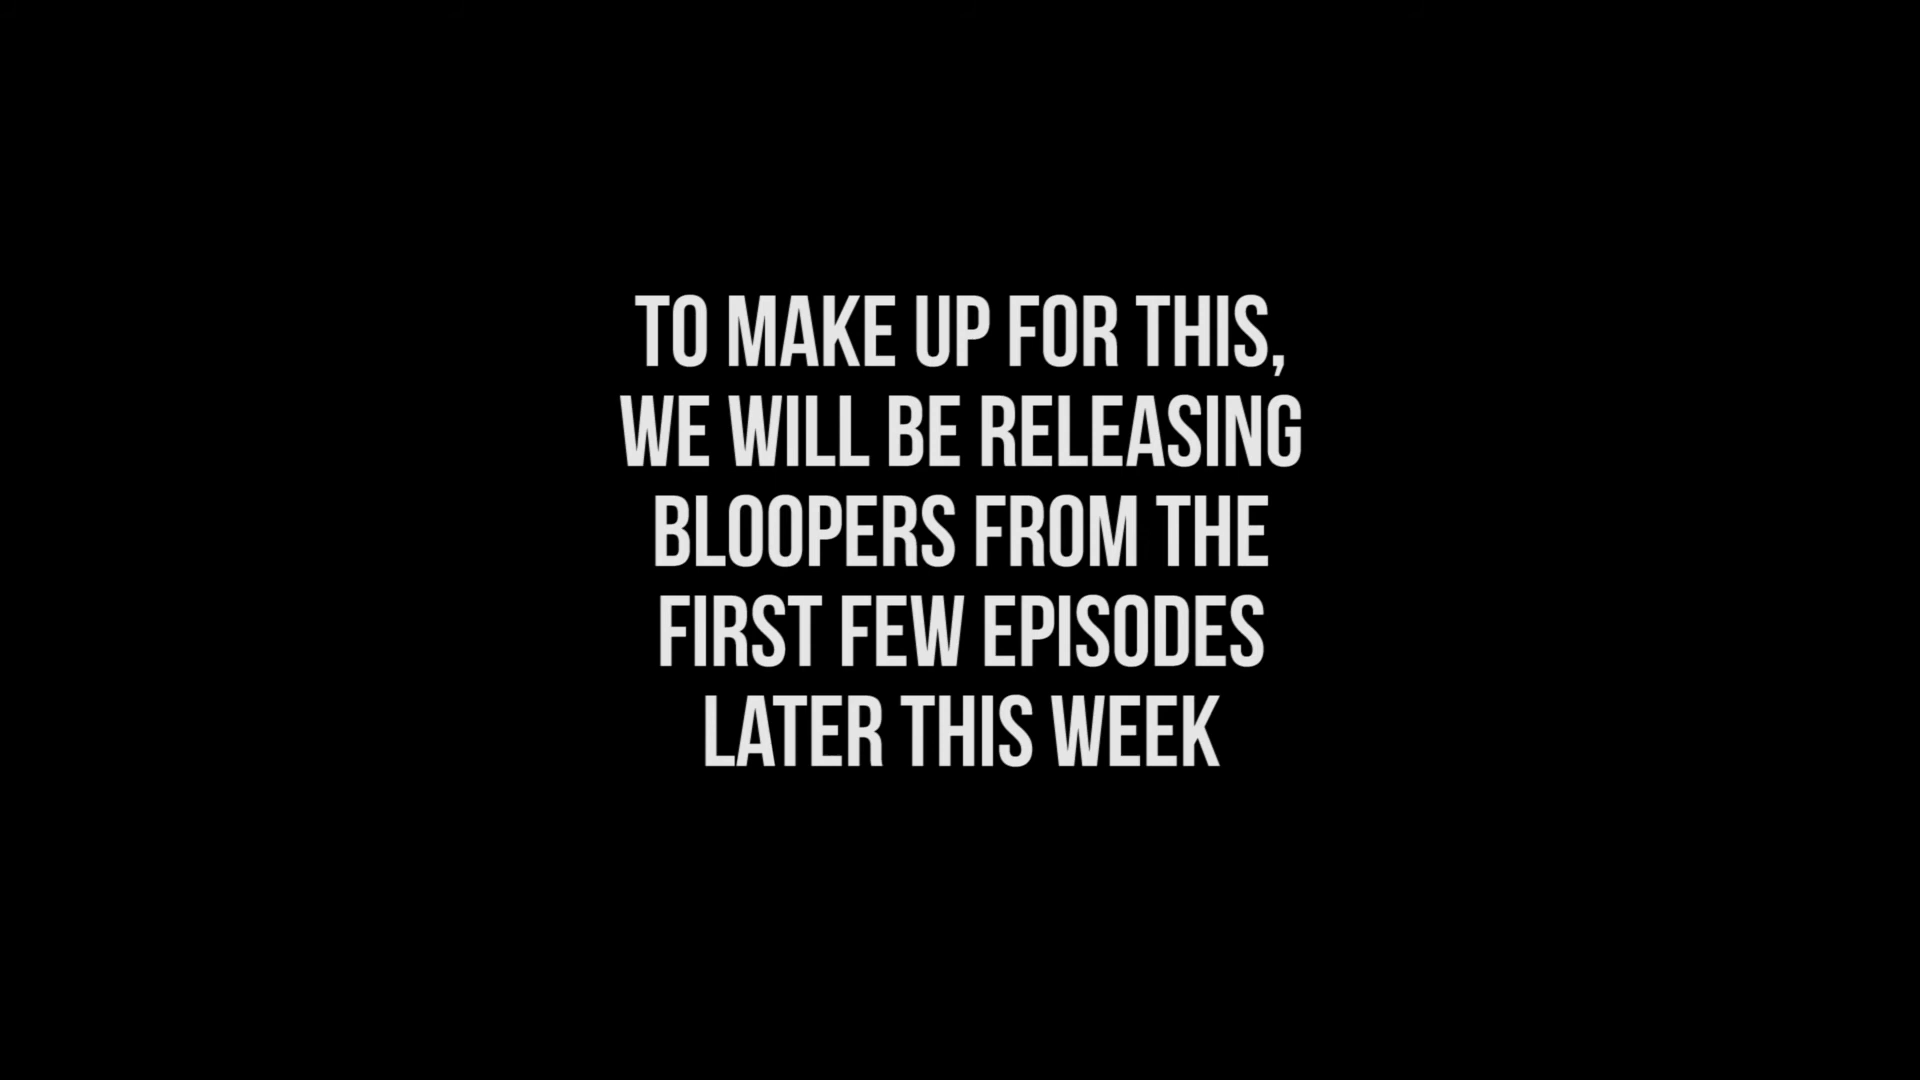 TO MAKE UP FOR THIS,
WE WILL BE RELEASING
BLOOPERS FROM THE
FIRST FEW EPISODES
LATER THIS WEEK